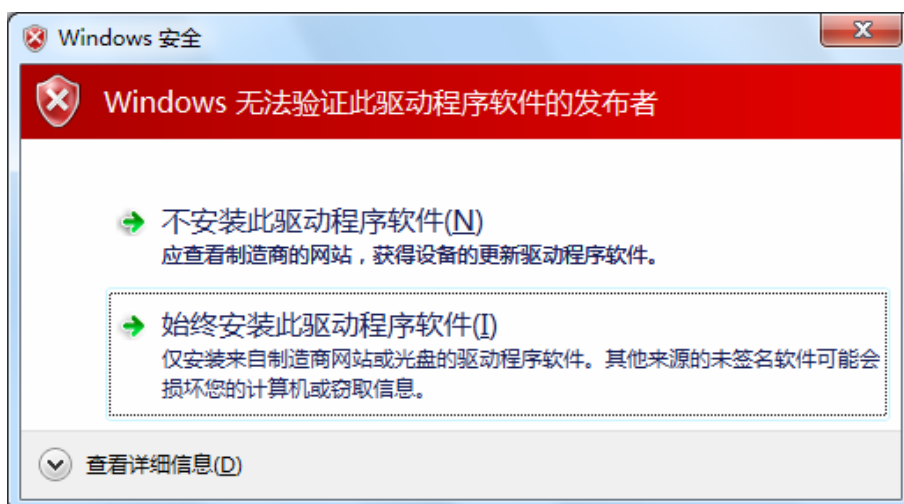 Windows 安全
Windows 无法验证此驱动程序软件的发布者
不安装此驱动程序软件(N)
应查看制造商的网站，获得设备的更新驱动程序软件。
始终安装此驱动程序软件(I)
仅安装来自制造商网站或光盘的驱动程序软件。其他来源的未签名软件可能会
损坏您的计算机或窃取信息。
查看详细信息(D)